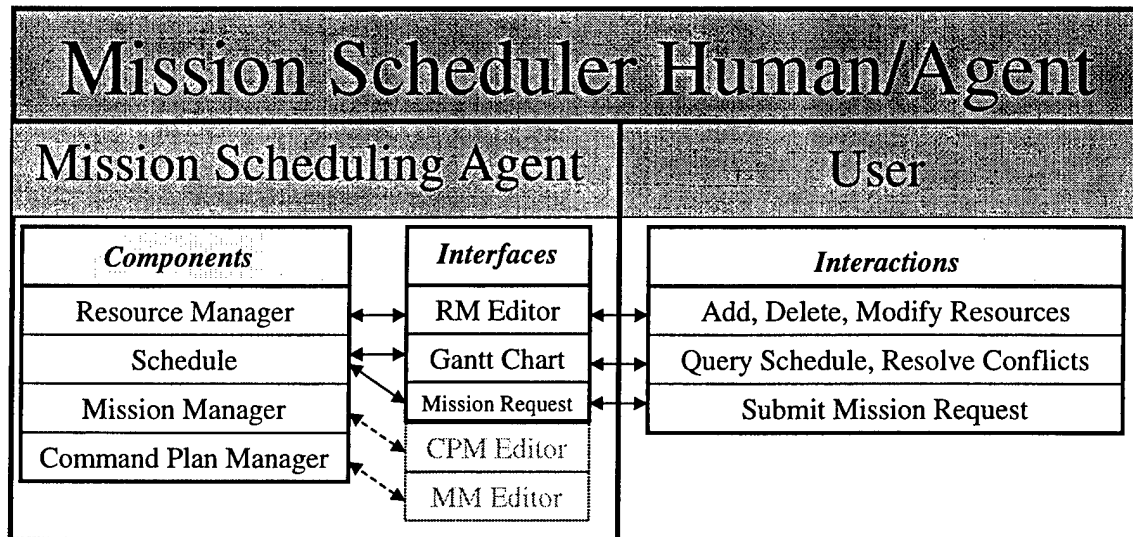 Mission Scheduler Human/Agent
Mission Scheduling Agent
User
Components
Resource Manager
Schedule
Mission Manager
Command Plan Manager
Interfaces
RM Editor
Gantt Chart
Mission Request
CPM Editor
MM Editor
Interactions
Add, Delete, Modify Resources
Query Schedule, Resolve Conflicts
Submit Mission Request